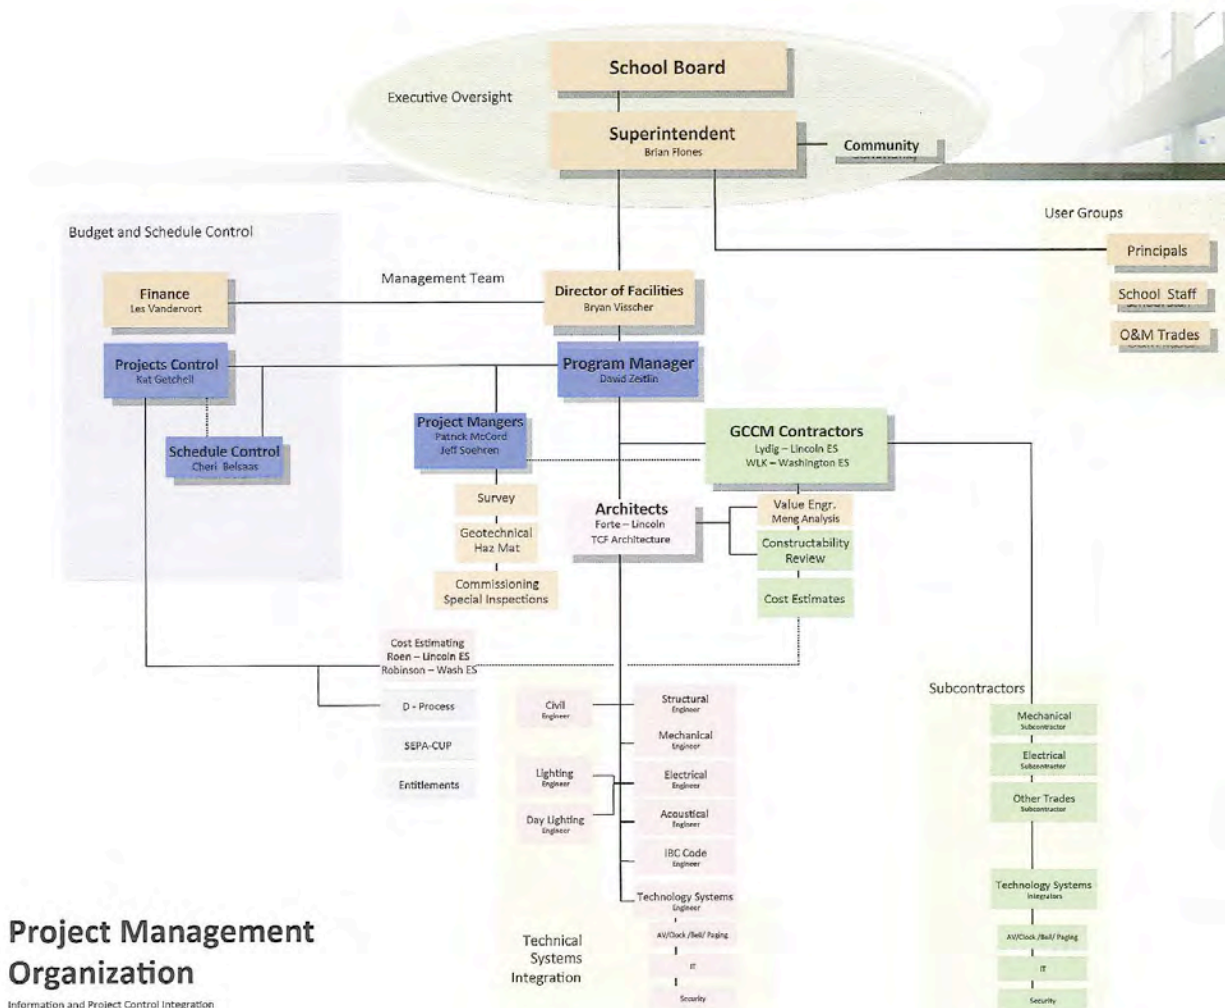 School Board
Executive Oversight
Superintendent
Brian Flones
Community
User Groups
Budget and Schedule Control
Principals
Management Team
Finance
Les Vandervort
Director of Facilities
Bryan Visscher
School Staff
O&M Trades
Projects Control
Kat Getchell
Program Manager
David Zeitlin
Project Mangers
Patrick McCord
Jeff Soehren
GCCM Contractors
Lydig – Lincoln ES
WLK – Washington ES
Schedule Control
Cheri Belsaas
Survey
Geotechnical
Haz Mat
Commissioning
Special Inspections
Architects
Forte – Lincoln
TCF Architecture
Value Engr.
Meng Analysis
Constructability
Review
Cost Estimates
Cost Estimating
Roen – Lincoln ES
Robinson – Wash ES
D - Process
SEPA-CUP
Entitlements
Civil
Engineer
Structural
Engineer
Mechanical
Engineer
Lighting
Engineer
Electrical
Engineer
Day Lighting
Engineer
Acoustical
Engineer
IBC Code
Engineer
Technology Systems
Engineer
AV/Clock /Bell/ Paging
IT
Security
Technical
Systems
Integration
Subcontractors
Mechanical
Subcontractor
Electrical
Subcontractor
Other Trades
Subcontractor
Technology Systems
Integrators
AV/Clock /Bell/ Paging
IT
Security
Project Management
Organization
Information and Project Control Integration